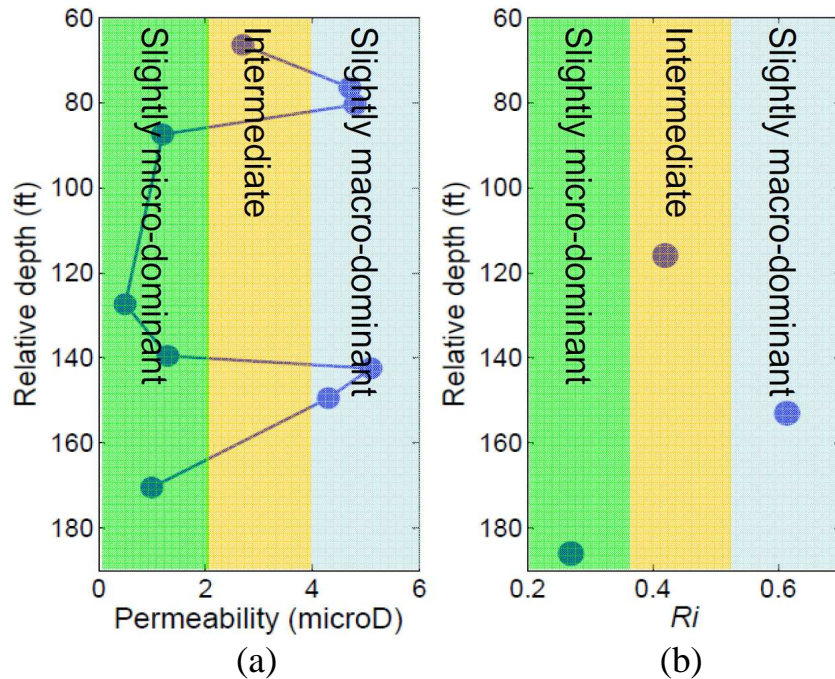 60
80
100
120
140
160
180
Relative depth (ft)
Slightly micro-dominant
Intermediate
Slightly macro-dominant
0
2
4
6
Permeability (microD)
(a)
60
80
100
120
140
160
180
Relative depth (ft)
Slightly micro-dominant
Intermediate
Slightly macro-dominant
0.2
0.4
0.6
Ri
(b)